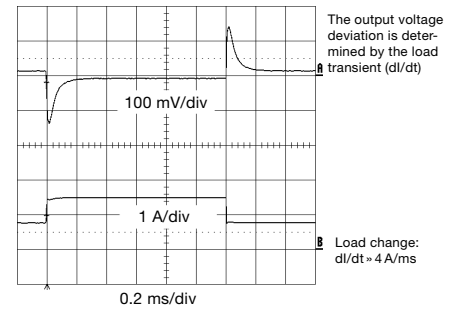 The output voltage
deviation is deter-
mined by the load
transient (dI/dt)
A
100 mV/div
1 A/div
B
Load change:
dI/dt » 4 A/ms
0.2 ms/div